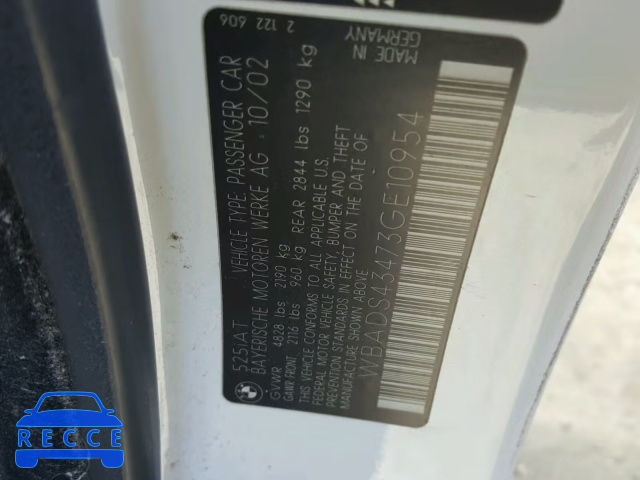 2 122 606
MADE IN
GERMANY
525iAT VEHICLE TYPE: PASSENGER CAR
BAYERISCHE MOTOREN WERKE AG 10/02
GVWR 4828 lbs 2190 kg
GAWR FRONT 2116 lbs 960 kg REAR 2844 lbs 1290 kg
THIS VEHICLE CONFORMS TO ALL APPLICABLE U.S.
FEDERAL MOTOR VEHICLE SAFETY, BUMPER AND THEFT
PREVENTION STANDARDS IN EFFECT ON THE DATE OF
MANUFACTURE SHOWN ABOVE
WBADS43473GE10954
RECCE